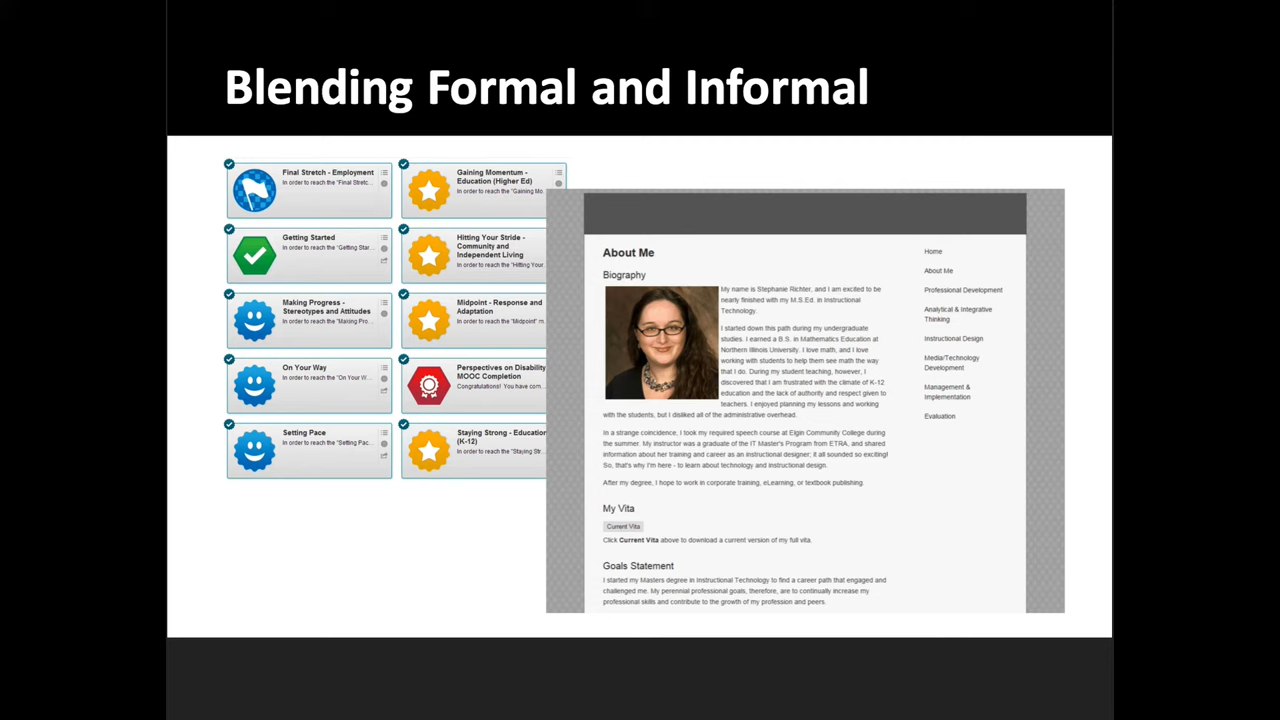 Blending Formal and Informal
Final Stretch - Employment
In order to reach the "Final Stretc...
Gaining Momentum -
Education (Higher Ed)
In order to reach the "Gaining Mo.
Getting Started
In order to reach the "Getting Star...
Hitting Your Stride -
Community and
Independent Living
In order to reach the "Hitting Your
Making Progress -
Stereotypes and Attitudes
In order to reach the "Making Pro...
Midpoint - Response and
Adaptation
In order to reach the "Midpoint" m
On Your Way
In order to reach the "On Your W...
Perspectives on Disability
MOOC Completion
Congratulations! You have com
Setting Pace
In order to reach the "Setting Pac...
Staying Strong - Education
(K-12)
In order to reach the "Staying Str
About Me
Biography
My name is Stephanie Richter, and I am excited to be
nearly finished with my M.S.Ed. in Instructional
Technology.
I started down this path during my undergraduate
studies. I earned a B.S. in Mathematics Education at
Northern Illinois University. I love math, and I love
working with students to help them see math the way
that I do. During my student teaching, however, I
discovered that I am frustrated with the climate of K-12
education and the lack of authority and respect given to
teachers. I enjoyed planning my lessons and working
with the students, but I disliked all of the administrative overhead.
In a strange coincidence, I took my required speech course at Elgin Community College during
the summer. My instructor was a graduate of the IT Master's Program from ETRA, and shared
information about her training and career as an instructional designer; it all sounded so exciting!
So, that's why I'm here - to learn about technology and instructional design.
After my degree, I hope to work in corporate training, eLearning, or textbook publishing.
My Vita
Current Vita
Click Current Vita above to download a current version of my full vita.
Goals Statement
I started my Masters degree in Instructional Technology to find a career path that engaged and
challenged me. My perennial professional goals, therefore, are to continually increase my
professional skills and contribute to the growth of my profession and peers.
Home
About Me
Professional Development
Analytical & Integrative
Thinking
Instructional Design
Media/Technology
Development
Management &
Implementation
Evaluation